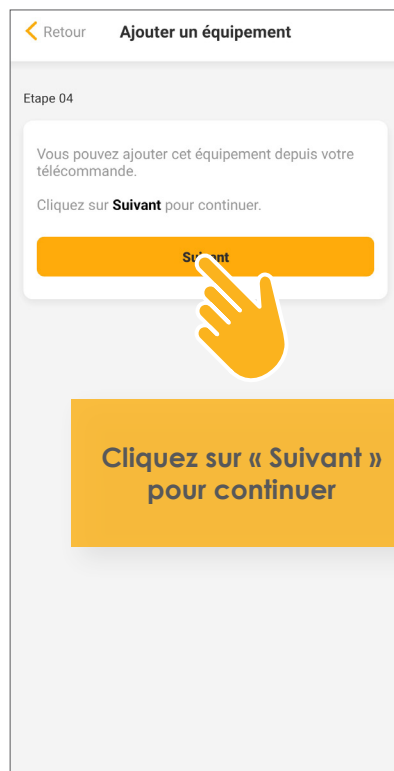 Retour Ajouter un équipement
Etape 04
Vous pouvez ajouter cet équipement depuis votre
télécommande.
Cliquez sur Suivant pour continuer.
Suivant
Cliquez sur « Suivant »
pour continuer